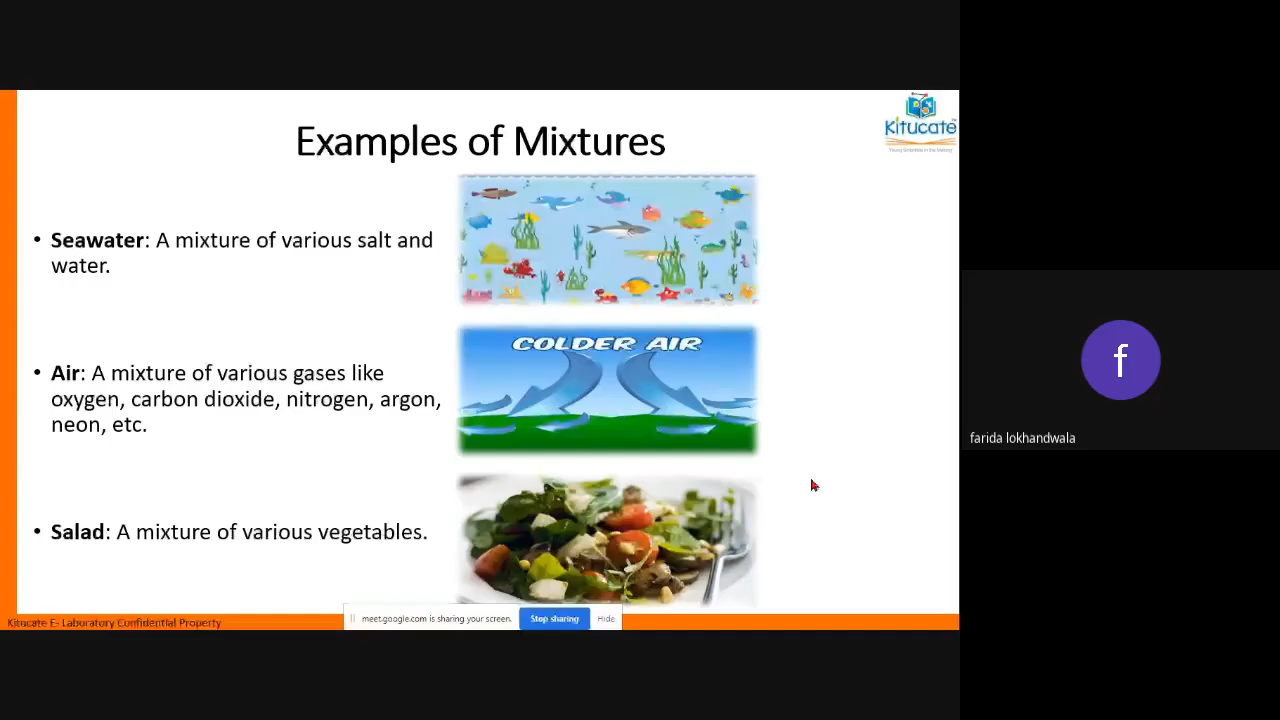 Examples of Mixtures
Kitucate
• Seawater: A mixture of various salt and
water.
COLDER AIR
• Air: A mixture of various gases like
oxygen, carbon dioxide, nitrogen, argon,
neon, etc.
• Salad: A mixture of various vegetables.
f
farida lokhandwala
meet.google.com is sharing your screen.
Stop sharing
Hide
Kitucate E- Laboratory Confidential Property